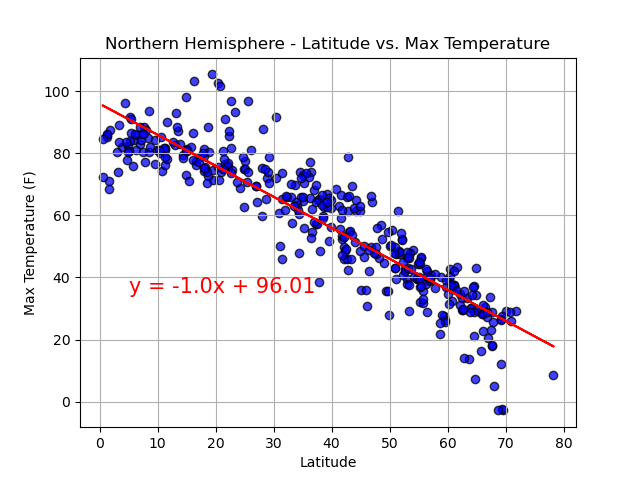 Northern Hemisphere - Latitude vs. Max Temperature
Max Temperature (F)
100
80
60
40
20
0
y = -1.0x + 96.01
0 10 20 30 40 50 60 70 80
Latitude